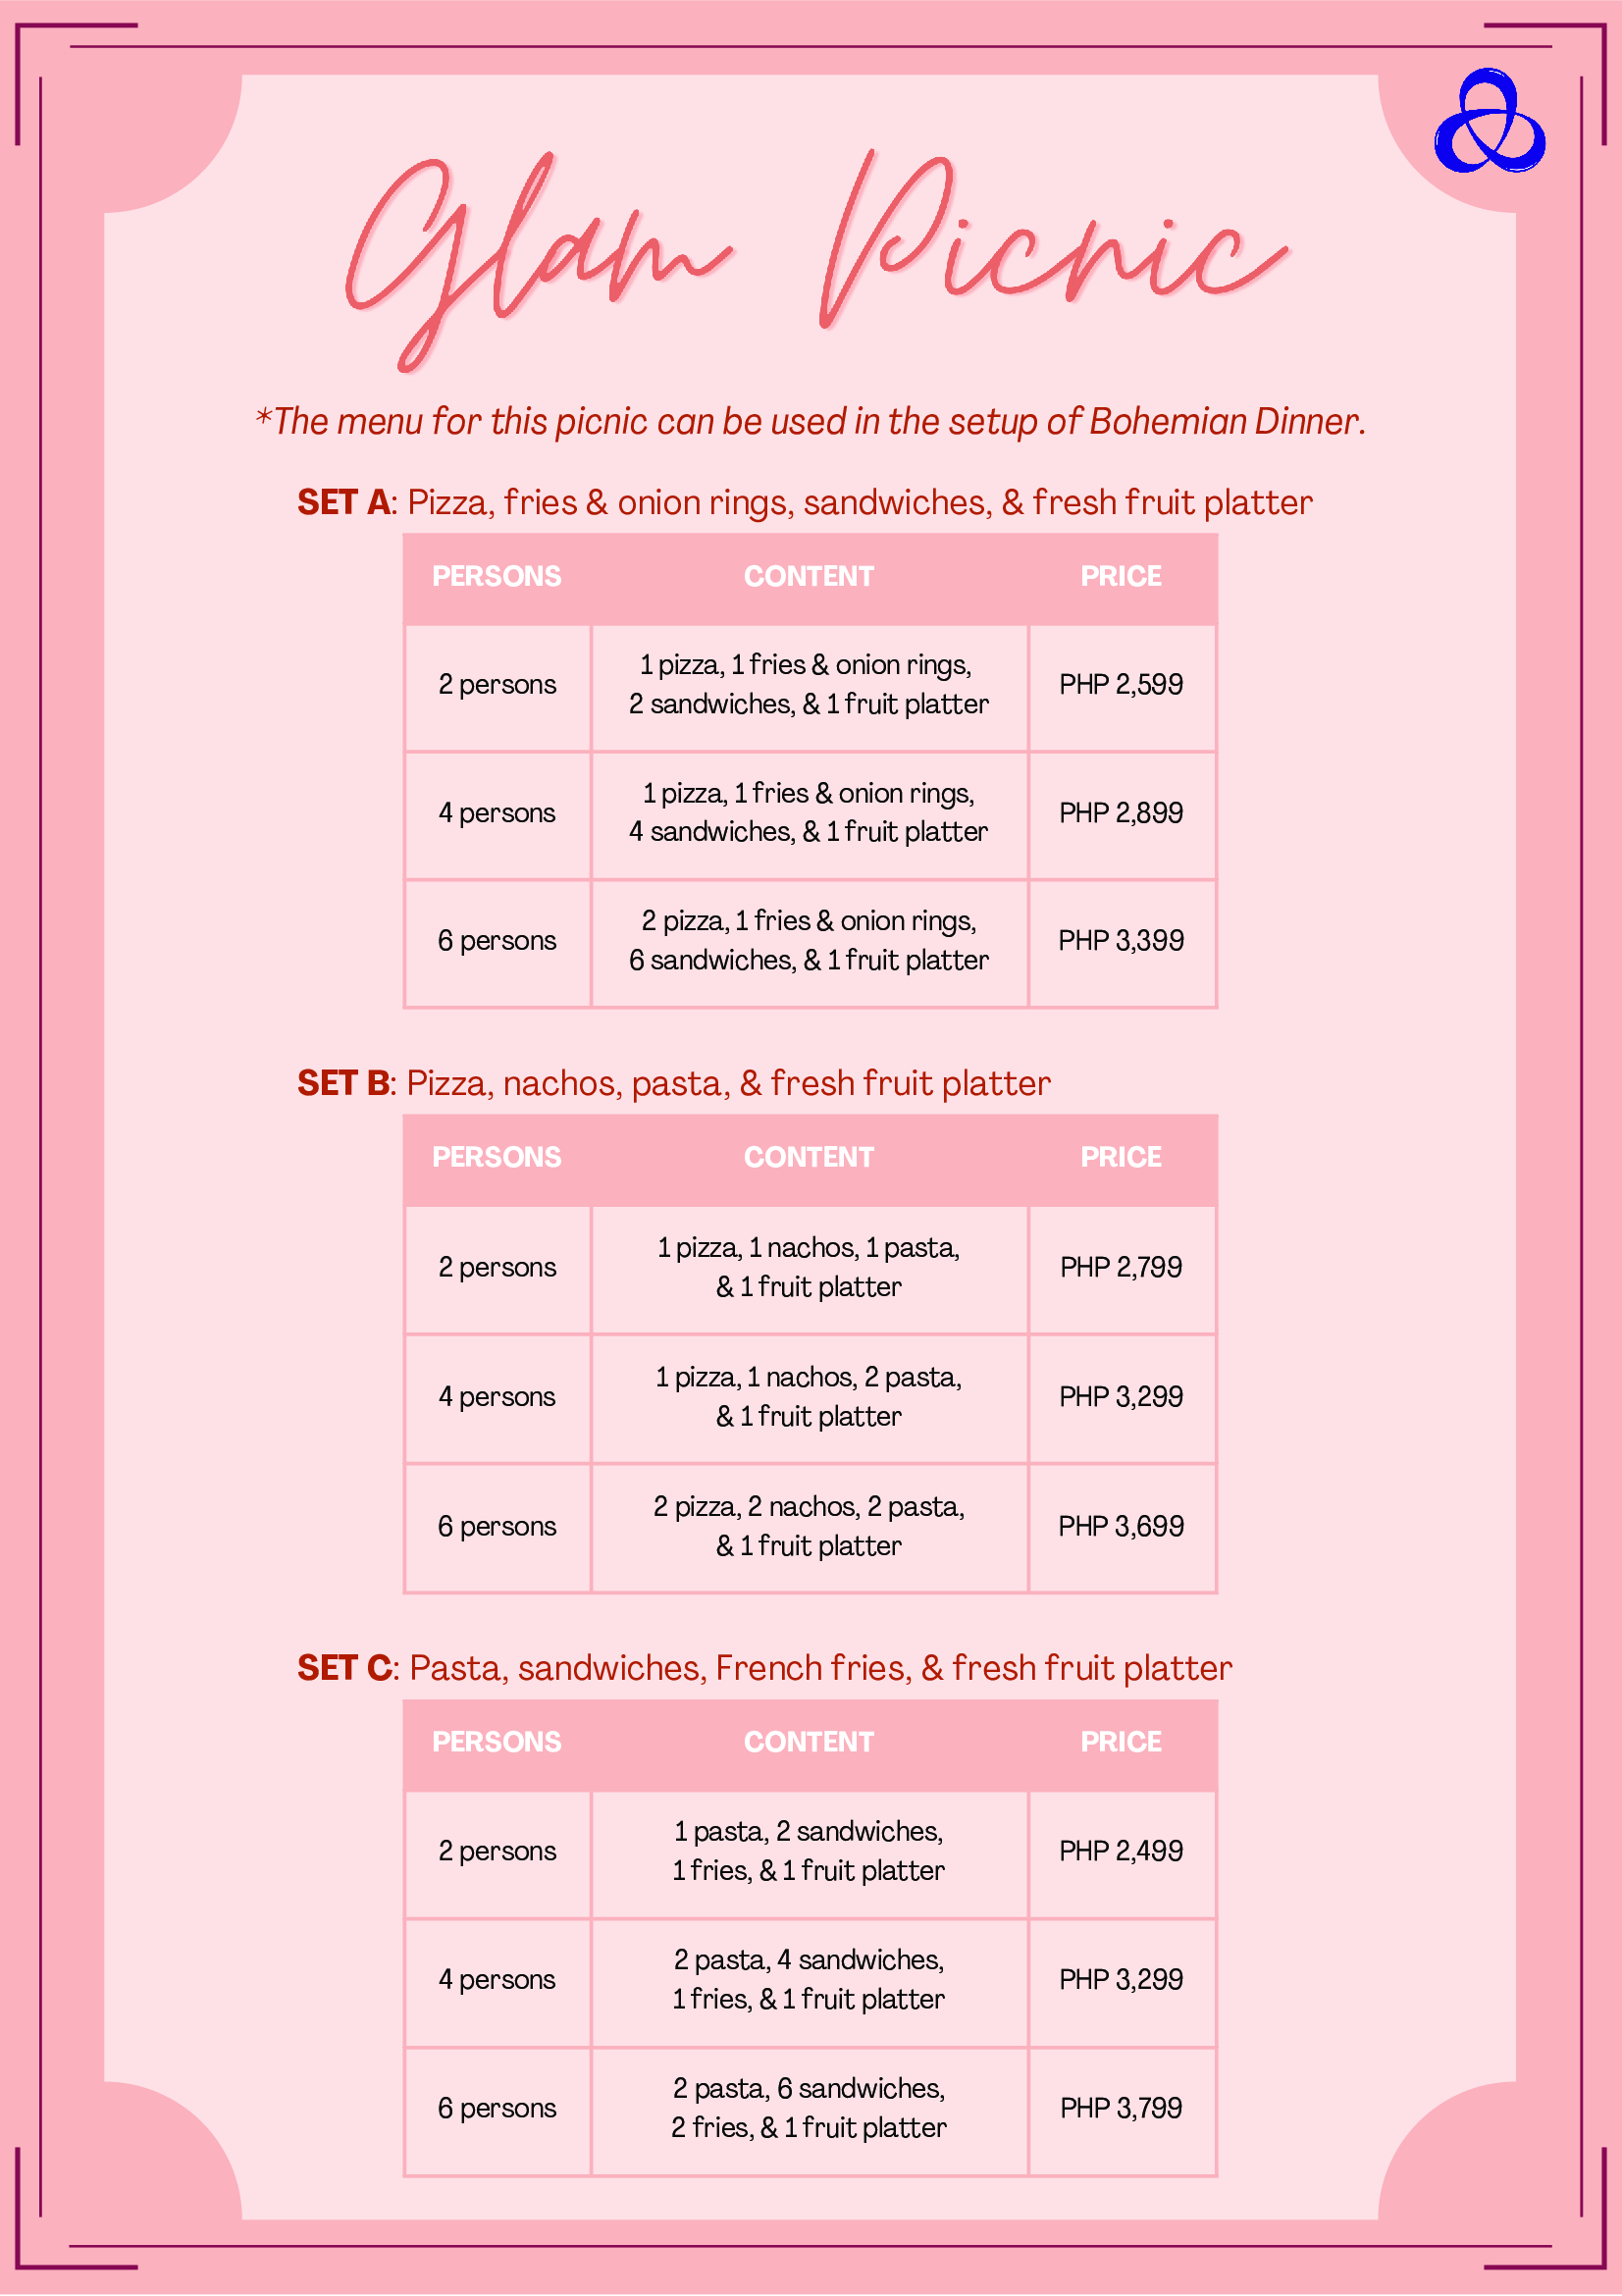 Glam Picnic
*The menu for this picnic can be used in the setup of Bohemian Dinner.
SET A: Pizza, fries & onion rings, sandwiches, & fresh fruit platter
PERSONS CONTENT PRICE
2 persons
1 pizza, 1 fries & onion rings,
2 sandwiches, & 1 fruit platter
PHP 2,599
4 persons
1 pizza, 1 fries & onion rings,
4 sandwiches, & 1 fruit platter
PHP 2,899
6 persons
2 pizza, 1 fries & onion rings,
6 sandwiches, & 1 fruit platter
PHP 3,399
SET B: Pizza, nachos, pasta, & fresh fruit platter
PERSONS CONTENT PRICE
2 persons
1 pizza, 1 nachos, 1 pasta,
& 1 fruit platter
PHP 2,799
4 persons
1 pizza, 1 nachos, 2 pasta,
& 1 fruit platter
PHP 3,299
6 persons
2 pizza, 2 nachos, 2 pasta,
& 1 fruit platter
PHP 3,699
SET C: Pasta, sandwiches, French fries, & fresh fruit platter
PERSONS CONTENT PRICE
2 persons
1 pasta, 2 sandwiches,
1 fries, & 1 fruit platter
PHP 2,499
4 persons
2 pasta, 4 sandwiches,
1 fries, & 1 fruit platter
PHP 3,299
6 persons
2 pasta, 6 sandwiches,
2 fries, & 1 fruit platter
PHP 3,799